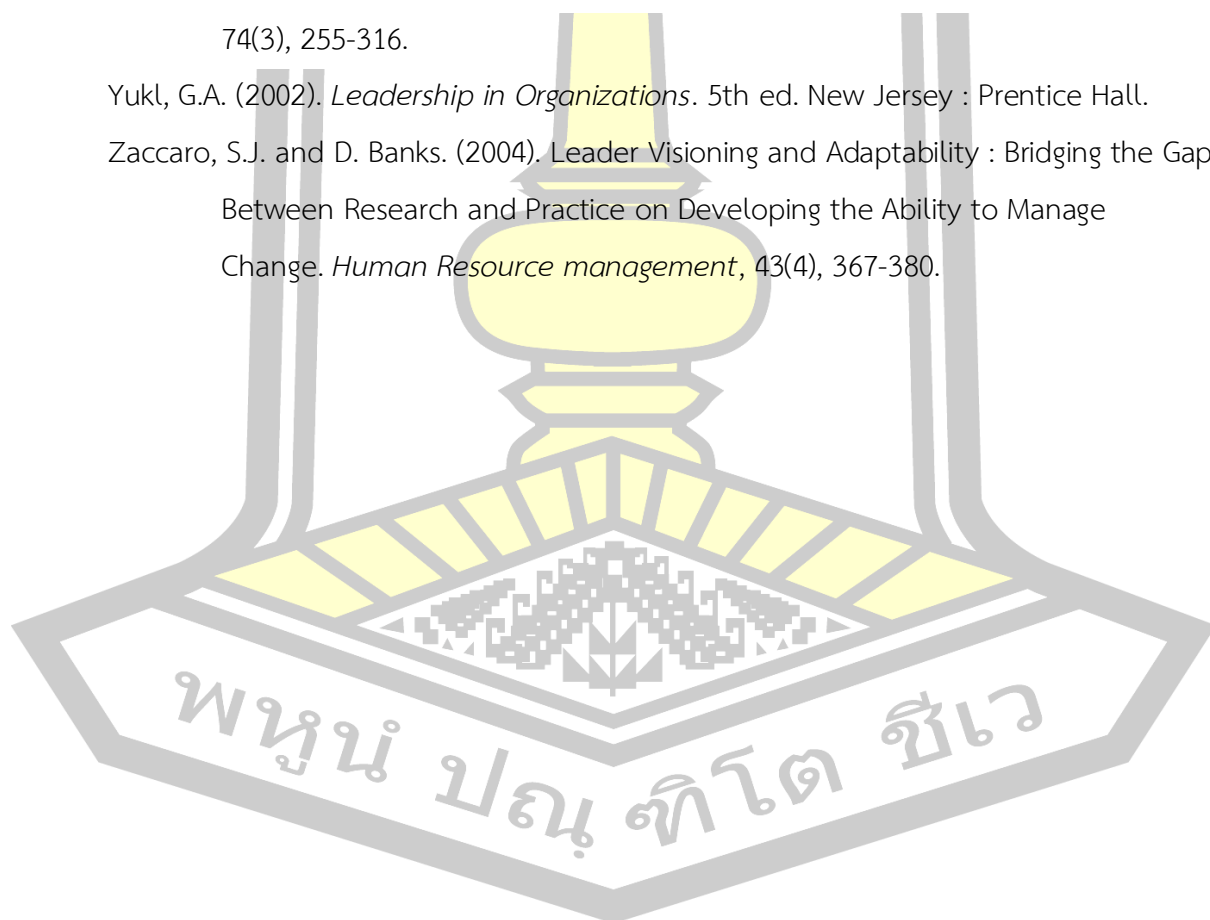 74(3), 255-316.
Yukl, G.A. (2002). Leadership in Organizations. 5th ed. New Jersey : Prentice Hall.
Zaccaro, S.J. and D. Banks. (2004). Leader Visioning and Adaptability : Bridging the Gap
Between Research and Practice on Developing the Ability to Manage
Change. Human Resource management, 43(4), 367-380.
พหูนํ ปณฺฑิโต ชีเว